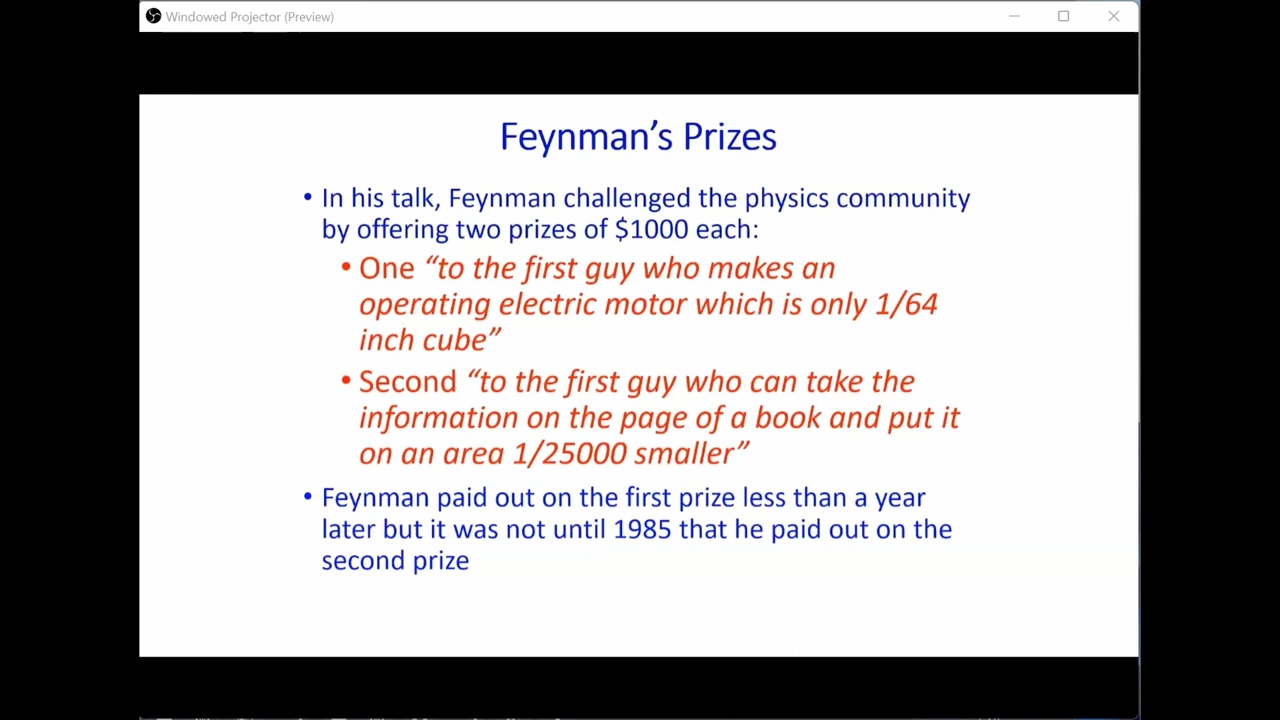 Windowed Projector (Preview)
Feynman’s Prizes
• In his talk, Feynman challenged the physics community
by offering two prizes of $1000 each:
• One “to the first guy who makes an
operating electric motor which is only 1/64
inch cube”
• Second “to the first guy who can take the
information on the page of a book and put it
on an area 1/25000 smaller”
• Feynman paid out on the first prize less than a year
later but it was not until 1985 that he paid out on the
second prize